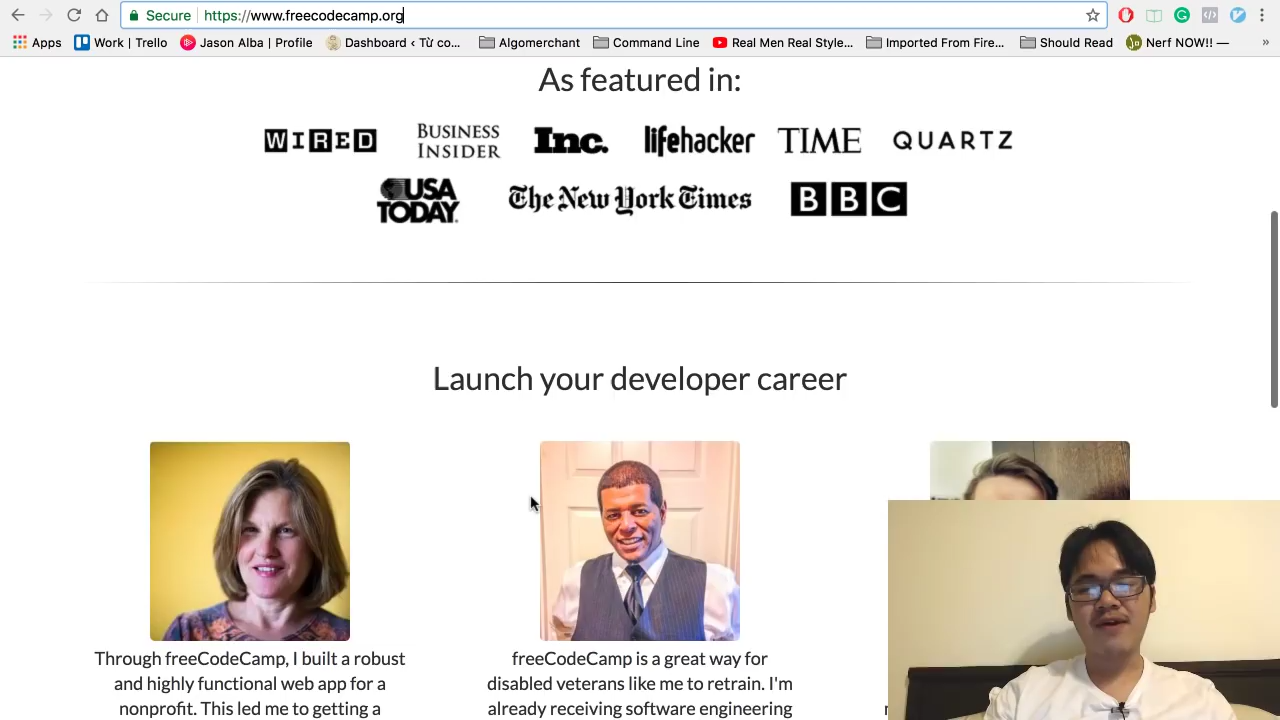 Secure https://www.freecodecamp.org
Apps Work | Trello Jason Alba | Profile Dashboard ‹ Từ co... Algomerchant Command Line Real Men Real Style... Imported From Fire... Should Read Nerf NOW!! — »
As featured in:
WIRED BUSINESS INSIDER Inc. lifehacker TIME QUARTZ
USA TODAY The New York Times BBC
Launch your developer career
Through freeCodeCamp, I built a robust
and highly functional web app for a
nonprofit. This led me to getting a
freeCodeCamp is a great way for
disabled veterans like me to retrain. I'm
already receiving software engineering